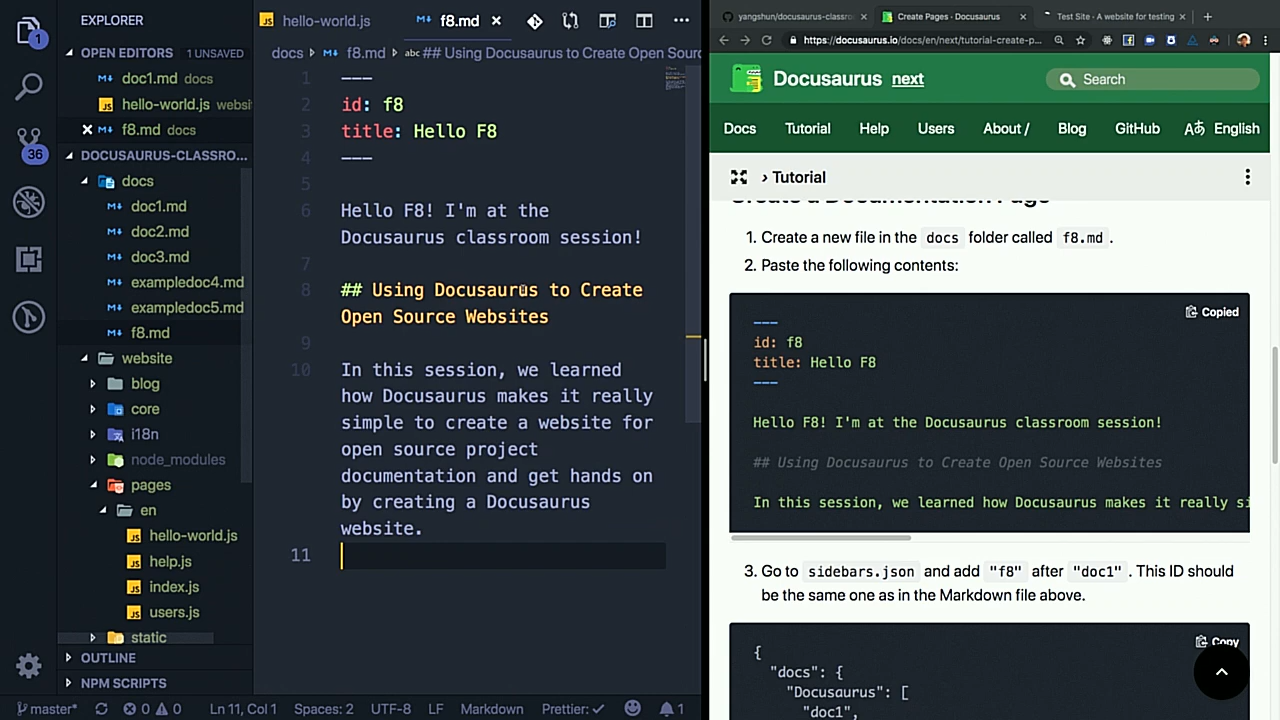 EXPLORER
OPEN EDITORS 1 UNSAVED
doc1.md docs
hello-world.js websi
f8.md docs
DOCUSAURUS-CLASSRO...
docs
doc1.md
doc2.md
doc3.md
exampledoc4.md
exampledoc5.md
f8.md
website
blog
core
i18n
node_modules
pages
en
hello-world.js
help.js
index.js
users.js
static
OUTLINE
NPM SCRIPTS
1
36
hello-world.js
f8.md
docs f8.md ## Using Docusaurus to Create Open Sourc
1 ---
2 id: f8
3 title: Hello F8
4 ---
5
6 Hello F8! I'm at the
Docusaurus classroom session!
7
8 ## Using Docusaurus to Create
Open Source Websites
9
10 In this session, we learned
how Docusaurus makes it really
simple to create a website for
open source project
documentation and get hands on
by creating a Docusaurus
website.
11
master* 0 0 Ln 11, Col 1 Spaces: 2 UTF-8 LF Markdown Prettier: 1
yangshun/docusaurus-classro Create Pages · Docusaurus Test Site · A website for testing
https://docusaurus.io/docs/en/next/tutorial-create-p...
Docusaurus next
Search
Docs Tutorial Help Users About / Blog GitHub English
› Tutorial
Create a Documentation Page
1. Create a new file in the docs folder called f8.md .
2. Paste the following contents:
Copied
---
id: f8
title: Hello F8
---
Hello F8! I'm at the Docusaurus classroom session!
## Using Docusaurus to Create Open Source Websites
In this session, we learned how Docusaurus makes it really si
3. Go to sidebars.json and add "f8" after "doc1" . This ID should
be the same one as in the Markdown file above.
Copy
{
"docs": {
"Docusaurus": [
"doc1",